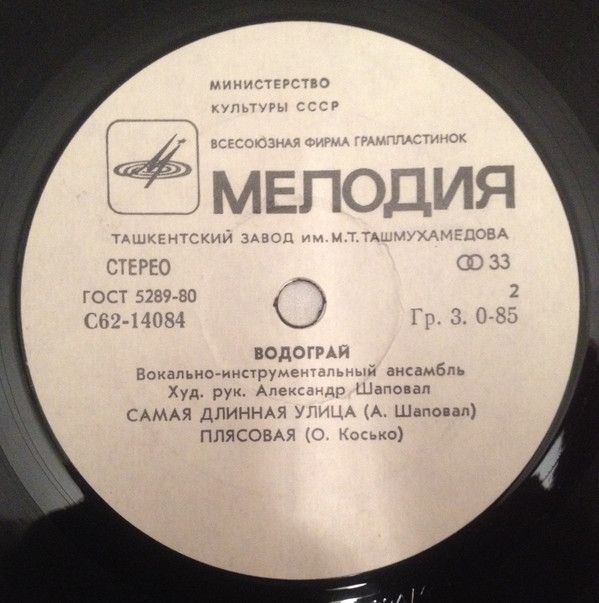 МИНИСТЕРСТВО
КУЛЬТУРЫ СССР
ВСЕСОЮЗНАЯ ФИРМА ГРАМПЛАСТИНОК
МЕЛОДИЯ
ТАШКЕНТСКИЙ ЗАВОД ИМ. М.Т. ТАШМУХАМЕДОВА
СТЕРЕО
33
ГОСТ 5289-80
2
С62-14084
Гр. 3. 0-85
ВОДОГРАЙ
Вокально-инструментальный ансамбль
Худ. рук. Александр Шаповал
САМАЯ ДЛИННАЯ УЛИЦА (А. Шаповал)
ПЛЯСОВАЯ (О. Косько)